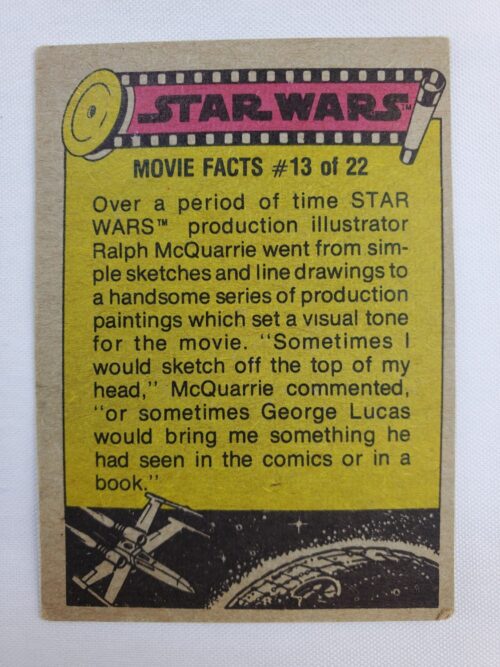 STAR WARS™
MOVIE FACTS #13 of 22
Over a period of time STAR
WARS™ production illustrator
Ralph McQuarrie went from sim-
ple sketches and line drawings to
a handsome series of production
paintings which set a visual tone
for the movie. "Sometimes I
would sketch off the top of my
head," McQuarrie commented,
"or sometimes George Lucas
would bring me something he
had seen in the comics or in a
book."